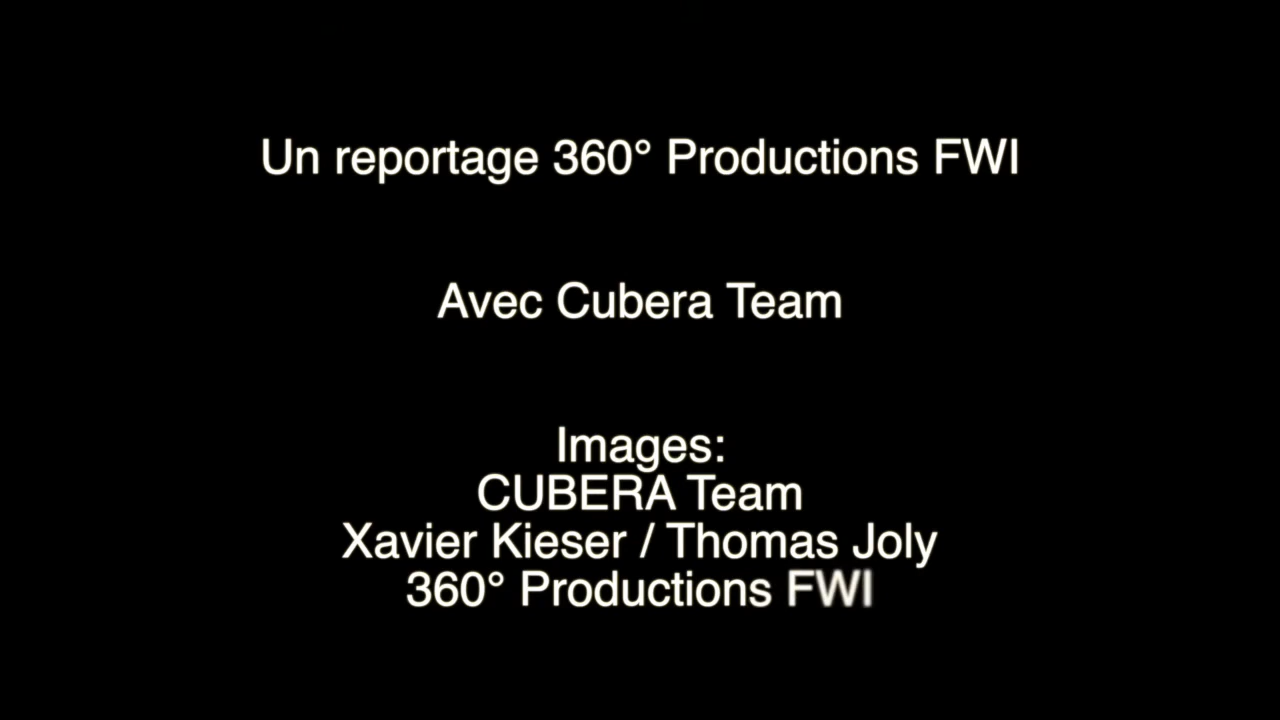 Un reportage 360° Productions FWI
Avec Cubera Team
Images:
CUBERA Team
Xavier Kieser / Thomas Joly
360° Productions FWI